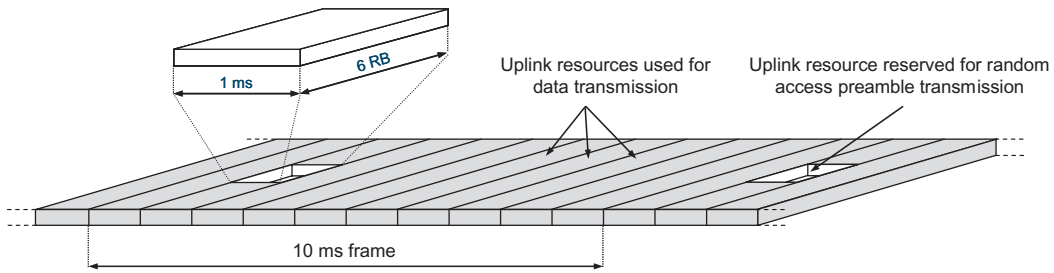 1 ms
6 RB
Uplink resources used for
data transmission
Uplink resource reserved for random
access preamble transmission
10 ms frame